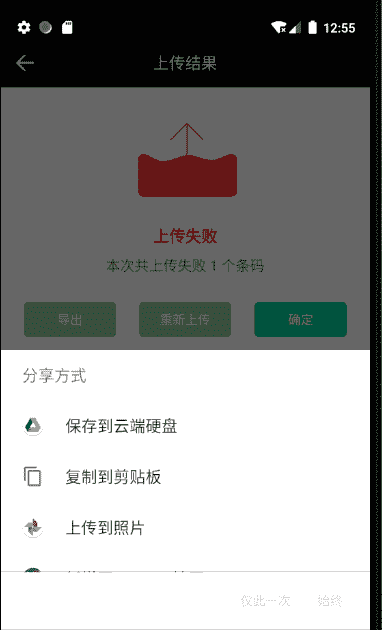 12:55
上传结果
上传失败
本次共上传失败 1 个条码
导出 重新上传 确定
分享方式
保存到云端硬盘
复制到剪贴板
上传到照片
仅此一次 始终